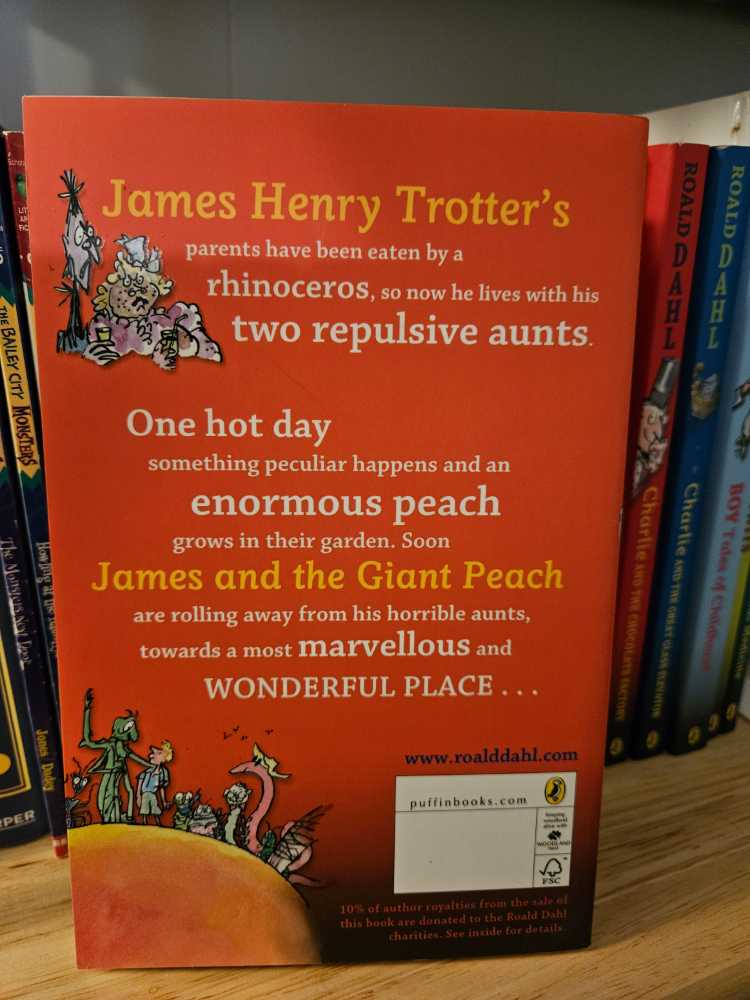 James Henry Trotter's
parents have been eaten by a
rhinoceros, so now he lives with his
two repulsive aunts.
One hot day
something peculiar happens and an
enormous peach
grows in their garden. Soon
James and the Giant Peach
are rolling away from his horrible aunts,
towards a most marvellous and
WONDERFUL PLACE . . .
www.roalddahl.com
puffinbooks.com
WOODLAND
FSC
10% of author royalties from the sale of
this book are donated to the Roald Dahl
charities. See inside for details.
THE BAILEY CITY MONSTERS
ROALD DAHL
Charlie AND THE CHOCOLATE FACTORY
ROALD DAHL
Charlie AND THE GREAT GLASS ELEVATOR
BOY Tales of Childhood